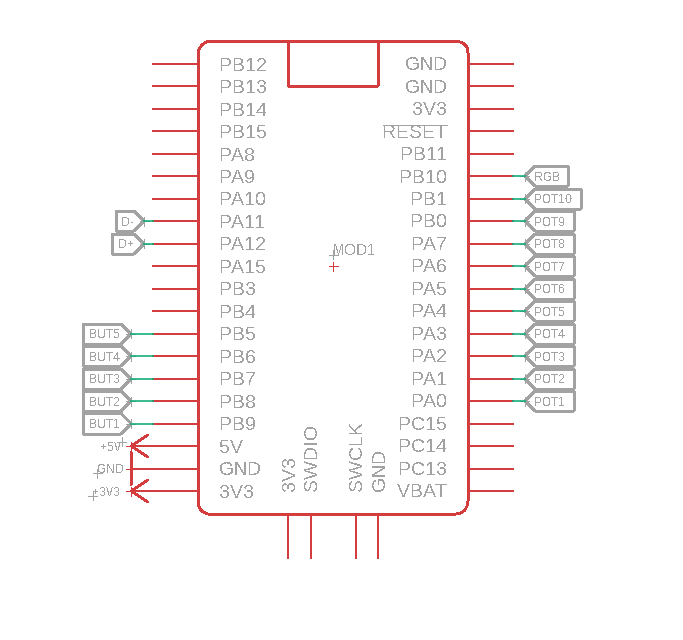 PB12 GND
PB13 GND
PB14 3V3
PB15 RESET
PA8 PB11
PA9 PB10 RGB
PA10 PB1 POT10
D- PA11 PB0 POT9
D+ PA12 PA7 POT8
MOD1
PA15 PA6 POT7
PB3 PA5 POT6
PB4 PA4 POT5
BUT5 PB5 PA3 POT4
BUT4 PB6 PA2 POT3
BUT3 PB7 PA1 POT2
BUT2 PB8 PA0 POT1
BUT1 PB9 PC15
+5V 5V PC14
GND GND PC13
+3V3 3V3 VBAT
3V3
SWDIO
SWCLK
GND